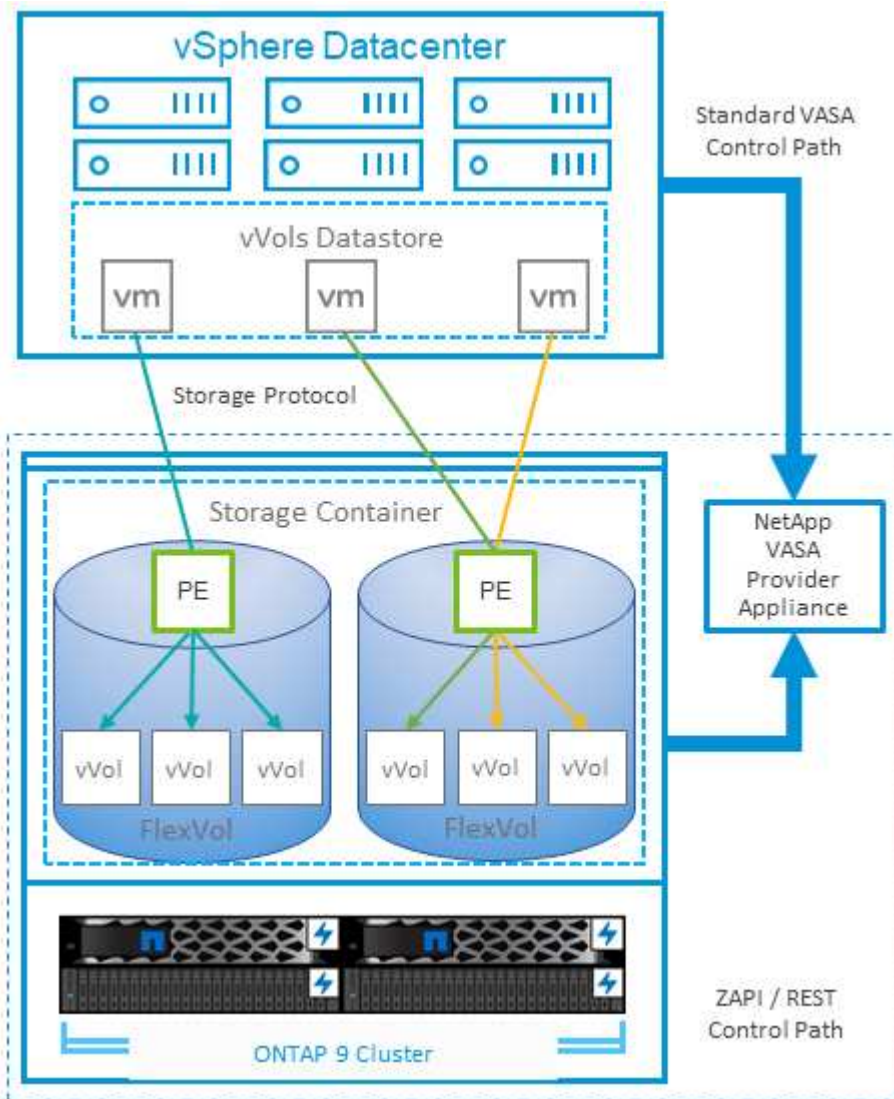 vSphere Datacenter
Standard VASA
Control Path
vVols Datastore
vm vm vm
Storage Protocol
Storage Container
NetApp
VASA
Provider
Appliance
PE PE
vVol vVol vVol vVol vVol vVol
FlexVol FlexVol
ZAPI / REST
Control Path
ONTAP 9 Cluster